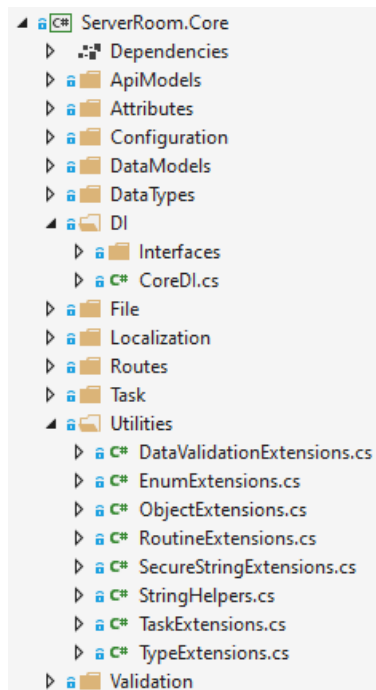 C# ServerRoom.Core
Dependencies
ApiModels
Attributes
Configuration
DataModels
DataTypes
DI
Interfaces
C# CoreDI.cs
File
Localization
Routes
Task
Utilities
C# DataValidationExtensions.cs
C# EnumExtensions.cs
C# ObjectExtensions.cs
C# RoutineExtensions.cs
C# SecureStringExtensions.cs
C# StringHelpers.cs
C# TaskExtensions.cs
C# TypeExtensions.cs
Validation